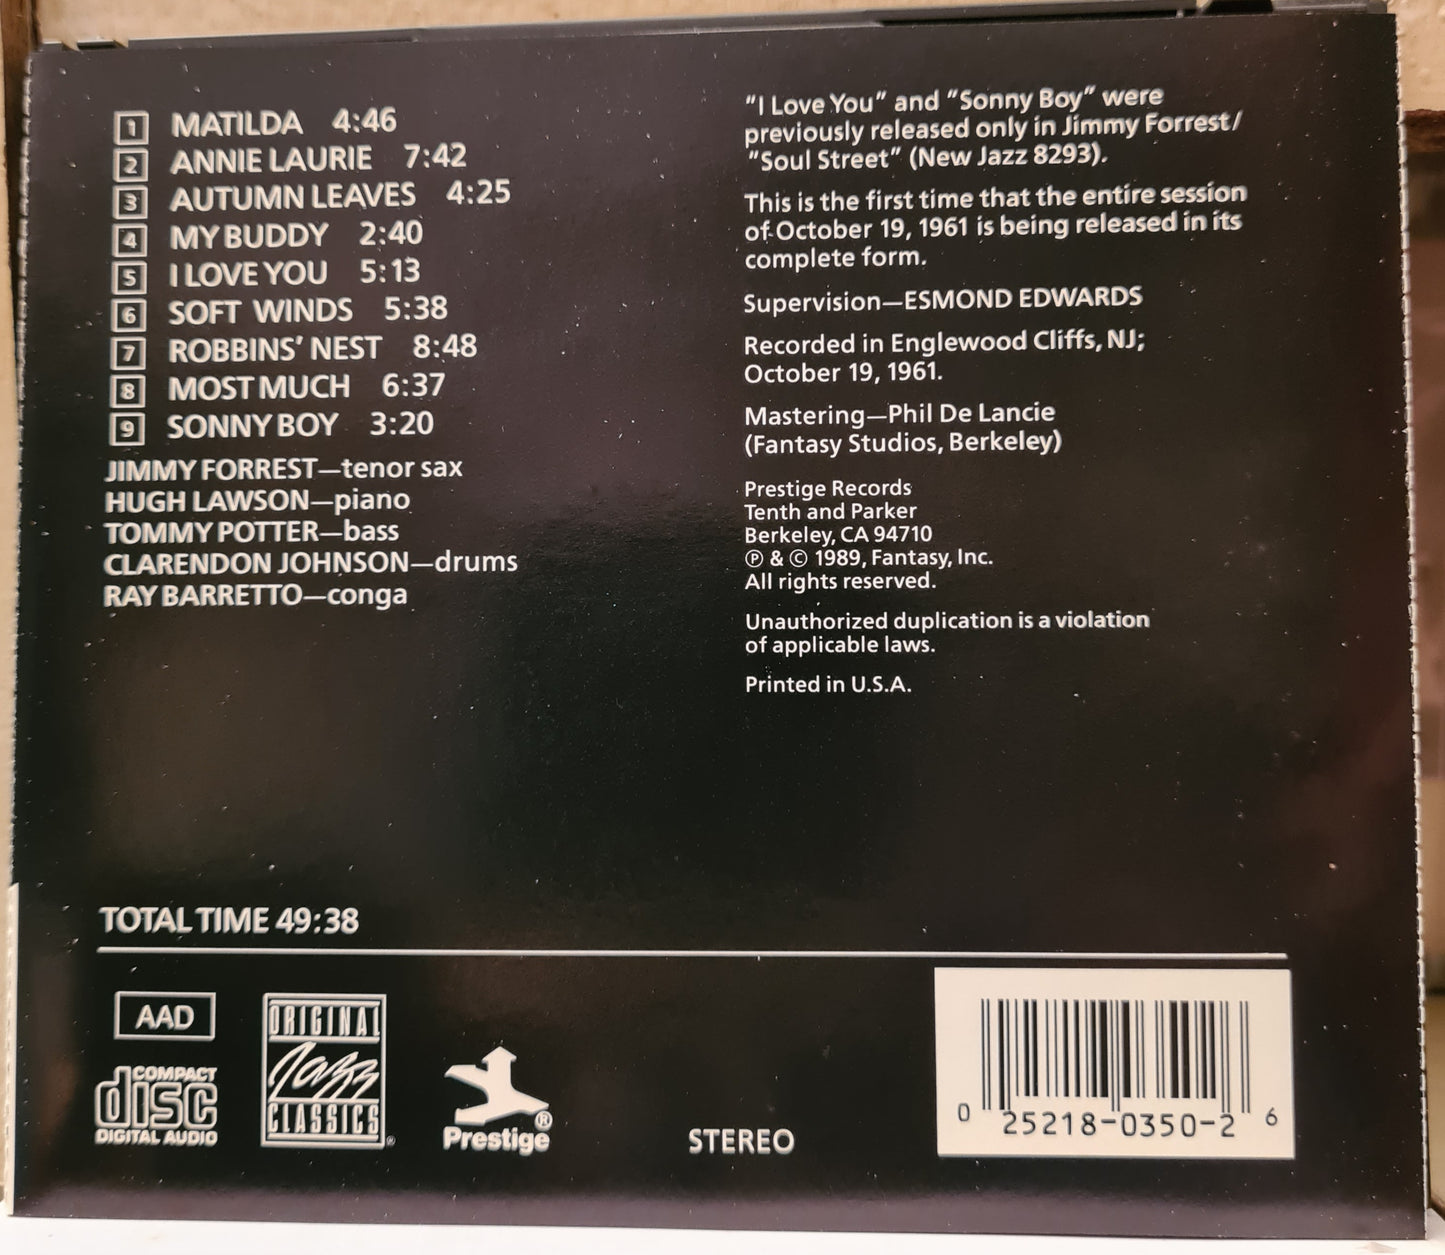 1 MATILDA 4:46
2 ANNIE LAURIE 7:42
3 AUTUMN LEAVES 4:25
4 MY BUDDY 2:40
5 I LOVE YOU 5:13
6 SOFT WINDS 5:38
7 ROBBINS' NEST 8:48
8 MOST MUCH 6:37
9 SONNY BOY 3:20
JIMMY FORREST—tenor sax
HUGH LAWSON—piano
TOMMY POTTER—bass
CLARENDON JOHNSON—drums
RAY BARRETTO—conga
"I Love You" and "Sonny Boy" were
previously released only in Jimmy Forrest/
"Soul Street" (New Jazz 8293).
This is the first time that the entire session
of October 19, 1961 is being released in its
complete form.
Supervision—ESMOND EDWARDS
Recorded in Englewood Cliffs, NJ;
October 19, 1961.
Mastering—Phil De Lancie
(Fantasy Studios, Berkeley)
Prestige Records
Tenth and Parker
Berkeley, CA 94710
℗ & © 1989, Fantasy, Inc.
All rights reserved.
Unauthorized duplication is a violation
of applicable laws.
Printed in U.S.A.
TOTAL TIME 49:38
AAD
COMPACT
disc
DIGITAL AUDIO
ORIGINAL
Jazz
CLASSICS®
Prestige®
STEREO
0 25218-0350-2 6